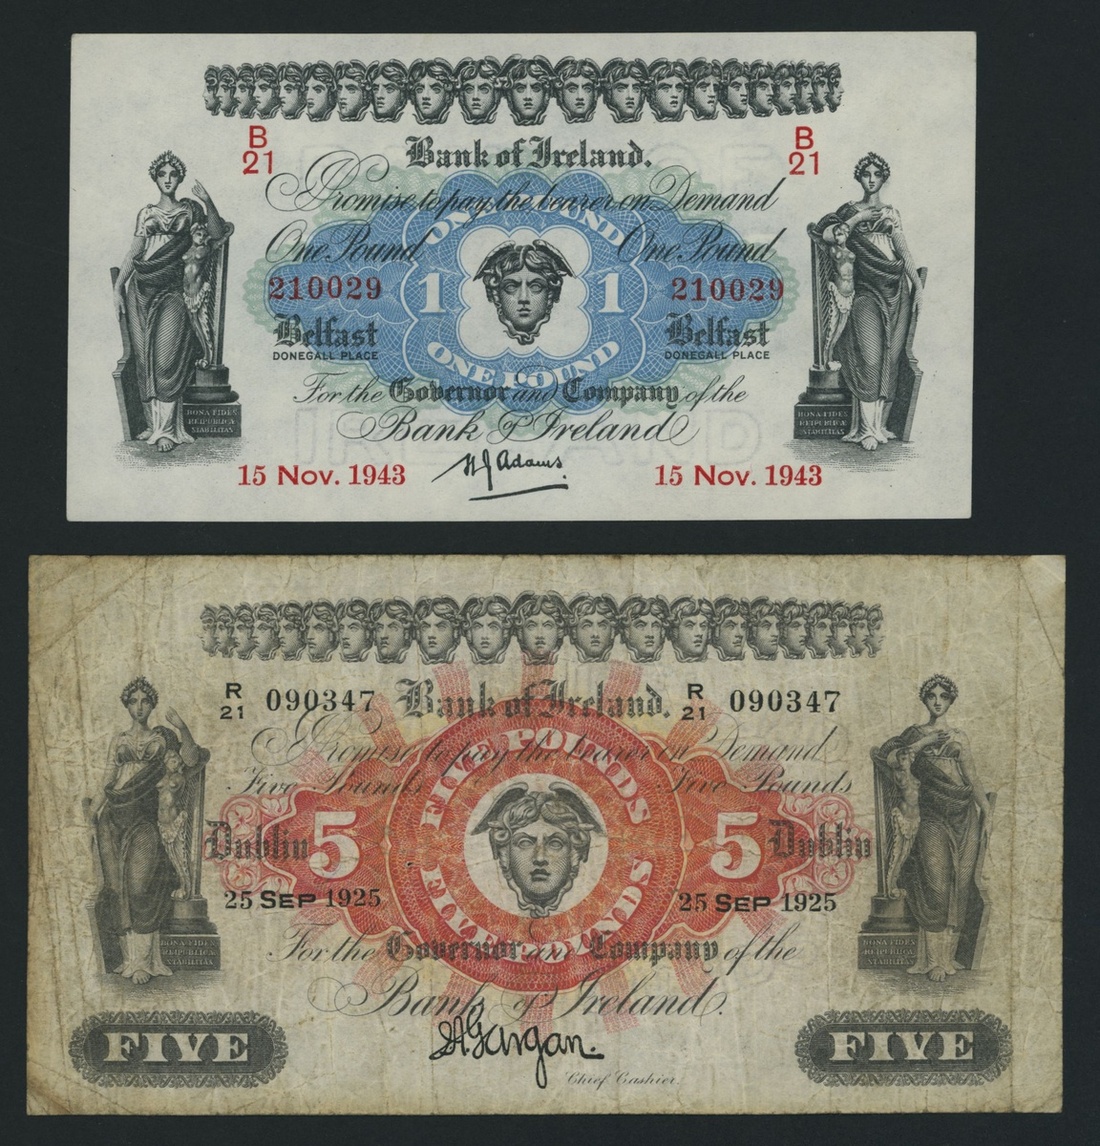 B
21
B
21
Bank of Ireland.
Promise to pay the bearer on Demand
ONE POUND
One Pound One Pound
210029 1 1 210029
Belfast Belfast
DONEGALL PLACE DONEGALL PLACE
ONE POUND
For the Governor and Company of the
Bank of Ireland
BONA FIDES
REIPUBLICÆ
STABILITAS
BONA FIDES
REIPUBLICÆ
STABILITAS
15 Nov. 1943 H J Adams 15 Nov. 1943
R
21 090347 Bank of Ireland. R
21 090347
Promise to pay the bearer on Demand
FIVE POUNDS
Five Pounds Five Pounds
Dublin 5 5 Dublin
25 SEP 1925 25 SEP 1925
FIVE POUNDS
For the Governor and Company of the
BONA FIDES
REIPUBLICÆ
STABILITAS
BONA FIDES
REIPUBLICÆ
STABILITAS
Bank of Ireland.
FIVE FIVE
Gargan.
Chief Cashier.